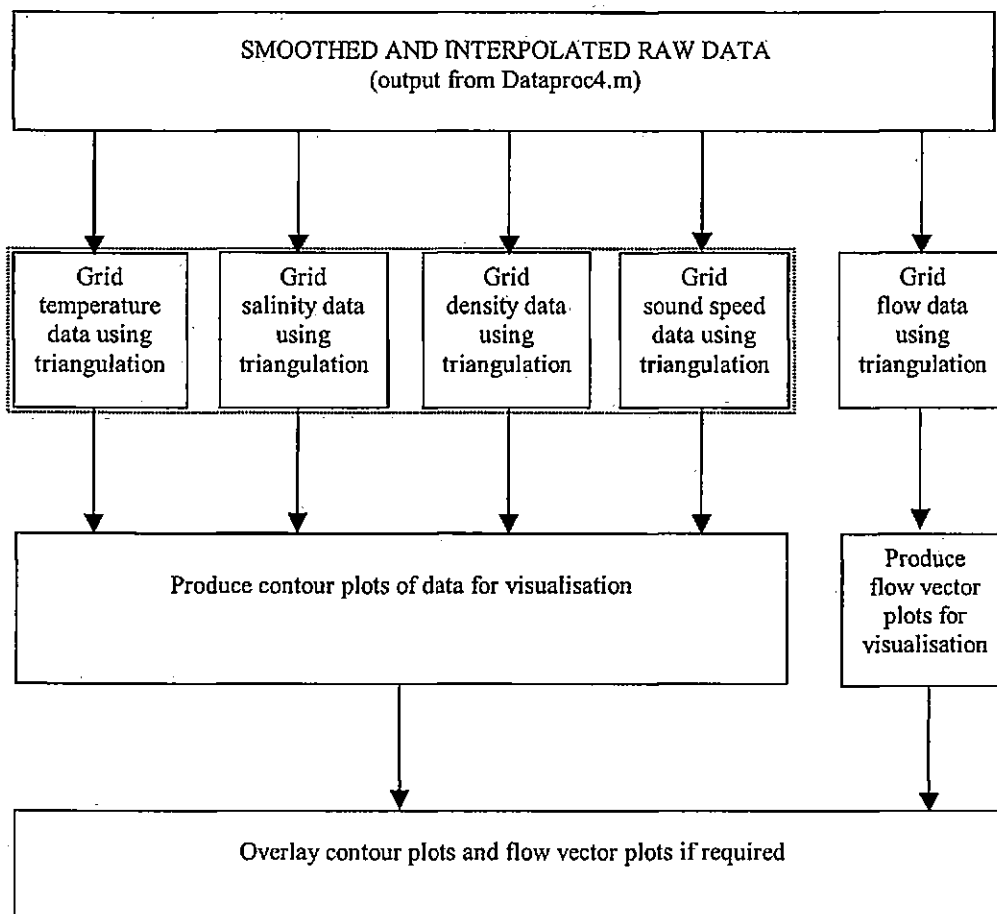 SMOOTHED AND INTERPOLATED RAW DATA
(output from Dataproc4.m)
Grid
temperature
data using
triangulation
Grid
salinity data
using
triangulation
Grid
density data
using
triangulation
Grid
sound speed
data using
triangulation
Grid
flow data
using
triangulation
Produce contour plots of data for visualisation
Produce
flow vector
plots for
visualisation
Overlay contour plots and flow vector plots if required